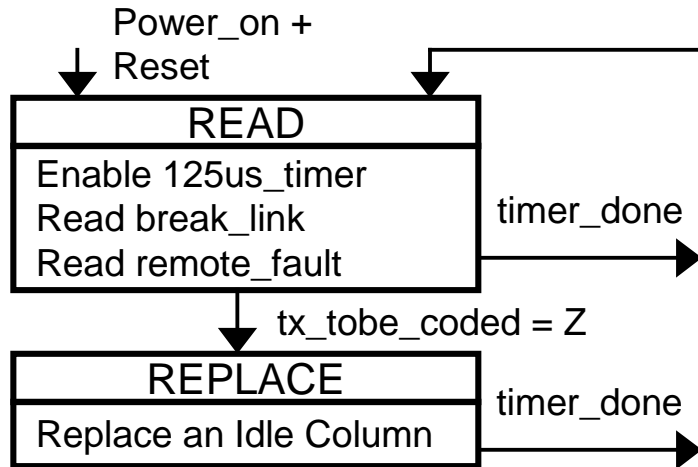 Power_on +
Reset
READ
Enable 125us_timer
Read break_link
Read remote_fault
timer_done
tx_tobe_coded = Z
REPLACE
Replace an Idle Column
timer_done